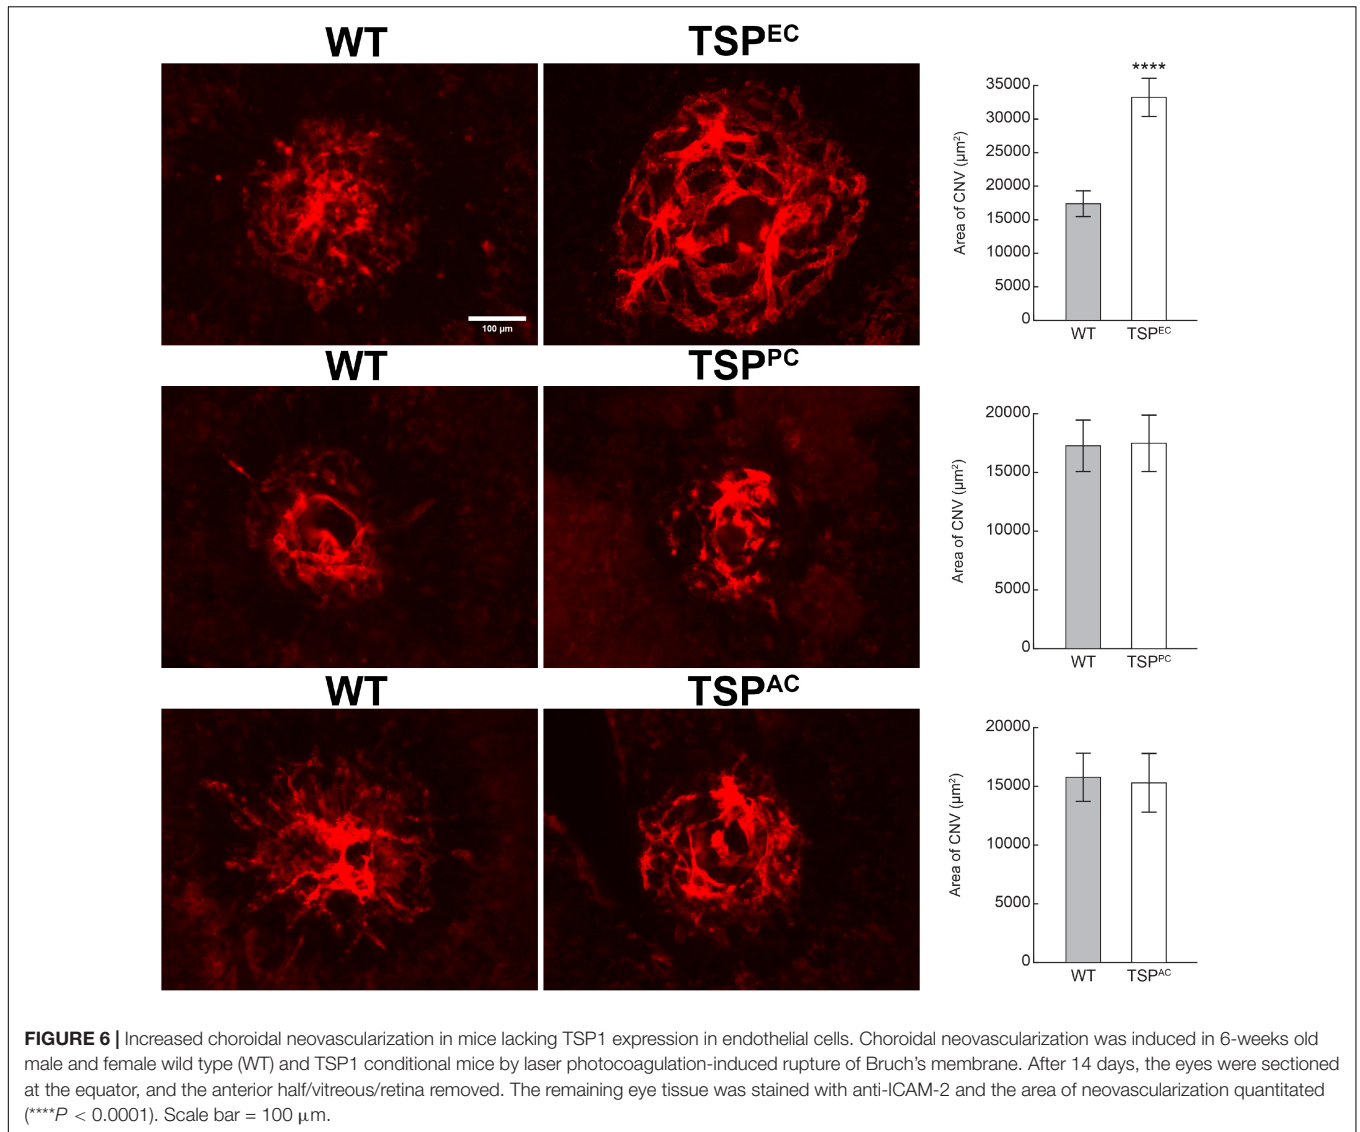 WT TSPᴱᶜ
100 µm
****
35000
30000
25000
20000
15000
10000
5000
0
Area of CNV (µm²)
WT TSPᴱᶜ
WT TSPᴾᶜ
20000
15000
10000
5000
0
Area of CNV (µm²)
WT TSPᴾᶜ
WT TSPᴬᶜ
20000
15000
10000
5000
0
Area of CNV (µm²)
WT TSPᴬᶜ
FIGURE 6 | Increased choroidal neovascularization in mice lacking TSP1 expression in endothelial cells. Choroidal neovascularization was induced in 6-weeks old
male and female wild type (WT) and TSP1 conditional mice by laser photocoagulation-induced rupture of Bruch’s membrane. After 14 days, the eyes were sectioned
at the equator, and the anterior half/vitreous/retina removed. The remaining eye tissue was stained with anti-ICAM-2 and the area of neovascularization quantitated
(****P < 0.0001). Scale bar = 100 µm.